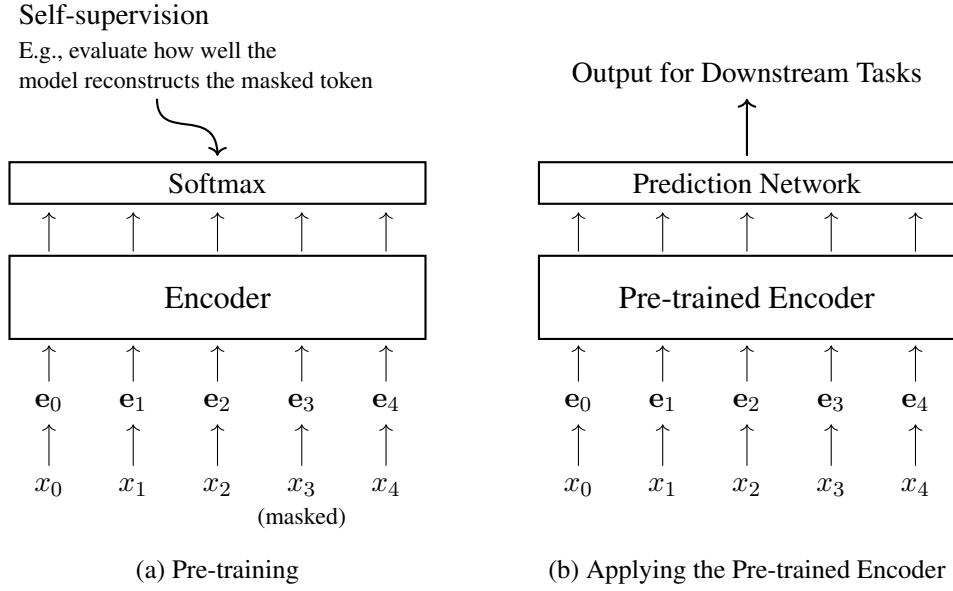 Self-supervision
E.g., evaluate how well the
model reconstructs the masked token
Softmax
Encoder
e₀ e₁ e₂ e₃ e₄
x₀ x₁ x₂ x₃ x₄
(masked)
(a) Pre-training
Output for Downstream Tasks
Prediction Network
Pre-trained Encoder
e₀ e₁ e₂ e₃ e₄
x₀ x₁ x₂ x₃ x₄
(b) Applying the Pre-trained Encoder